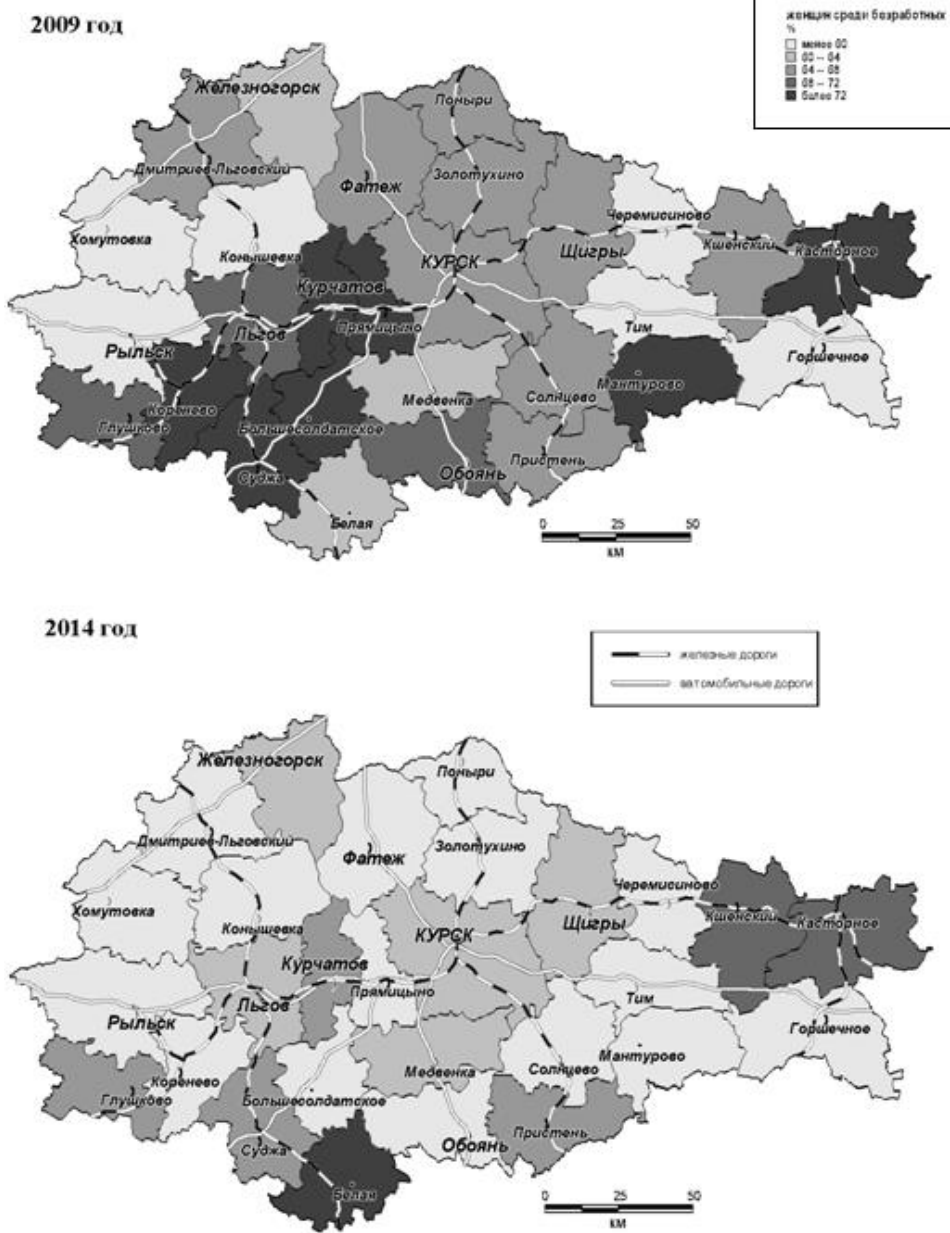 2009 год
женщин среди безработных
%
менее 60
60 – 64
64 – 68
68 – 72
более 72
Железногорск
Поныри
Дмитриев-Льговский
Фатеж
Золотухино
Черемисиново
Хомутовка
Конышевка
КУРСК
Щигры
Кшенский
Касторное
Курчатов
Прямицыно
Рыльск
Льгов
Тим
Горшечное
Коренево
Глушково
Большесолдатское
Медвенка
Солнцево
Мантурово
Суджа
Обоянь
Пристень
Белая
0 25 50
КМ
2014 год
железные дороги
автомобильные дороги
Железногорск
Поныри
Дмитриев-Льговский
Фатеж
Золотухино
Черемисиново
Хомутовка
Конышевка
КУРСК
Щигры
Кшенский
Касторное
Курчатов
Прямицыно
Рыльск
Льгов
Тим
Горшечное
Коренево
Глушково
Большесолдатское
Медвенка
Солнцево
Мантурово
Суджа
Обоянь
Пристень
Белая
0 25 50
КМ